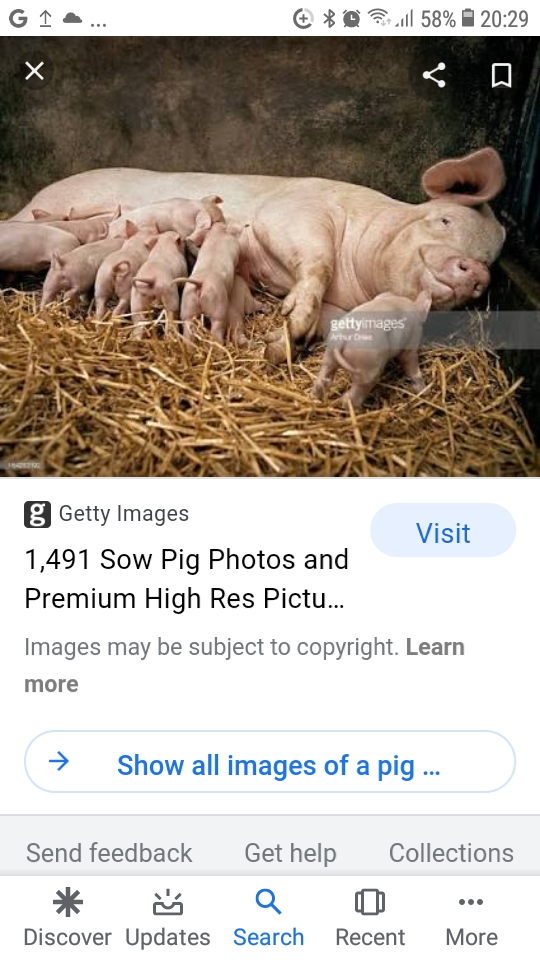 G ... 58% 20:29
gettyimages®
Arthur Dries
Getty Images
Visit
1,491 Sow Pig Photos and
Premium High Res Pictu...
Images may be subject to copyright. Learn
more
Show all images of a pig ...
Send feedback Get help Collections
Discover Updates Search Recent More